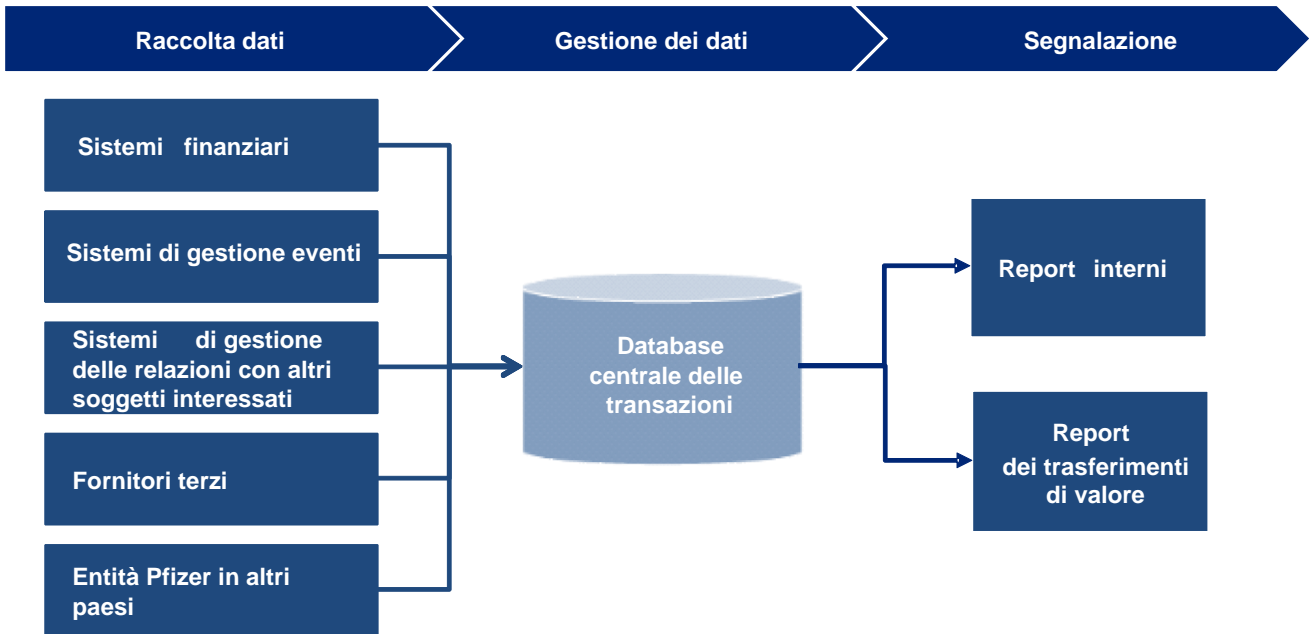 Raccolta dati
Gestione dei dati
Segnalazione
Sistemi finanziari
Sistemi di gestione eventi
Sistemi di gestione
delle relazioni con altri
soggetti interessati
Fornitori terzi
Entità Pfizer in altri
paesi
Database
centrale delle
transazioni
Report interni
Report
dei trasferimenti
di valore